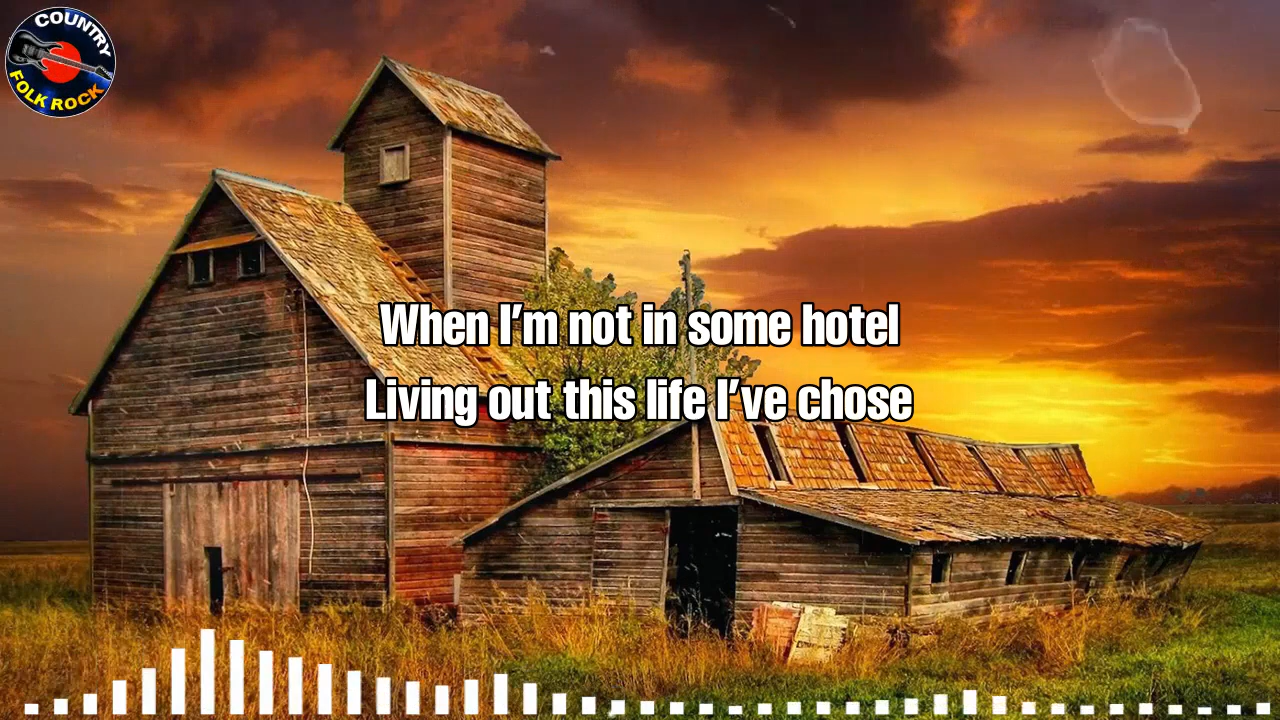 COUNTRY
FOLK ROCK
When I'm not in some hotel
Living out this life I've chose